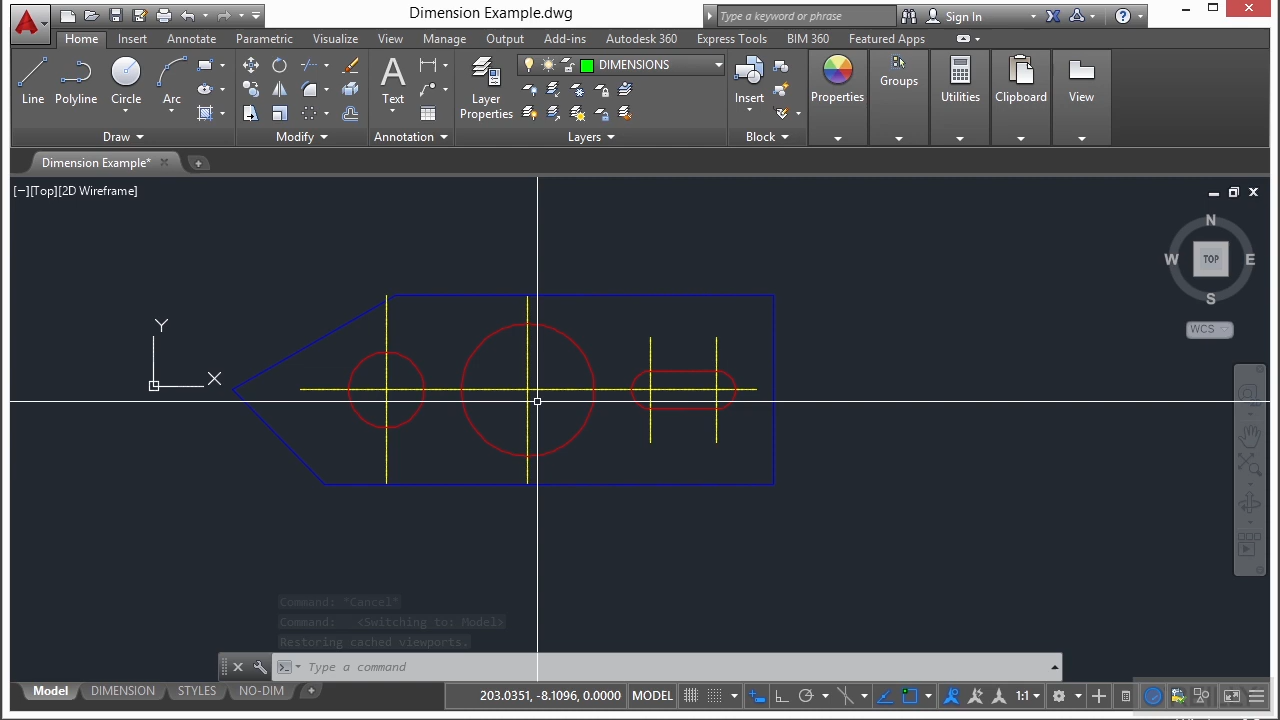 Dimension Example.dwg
Type a keyword or phrase
Sign In
Home Insert Annotate Parametric Visualize View Manage Output Add-ins Autodesk 360 Express Tools BIM 360 Featured Apps
Line Polyline Circle Arc
Text
Layer Properties
DIMENSIONS
Insert
Properties
Groups
Utilities
Clipboard
View
Draw Modify Annotation Layers Block
Dimension Example*
[−][Top][2D Wireframe]
N
W TOP E
S
WCS
Y
X
Command: *Cancel*
Command: <Switching to: Model>
Restoring cached viewports.
Type a command
Model DIMENSION STYLES NO-DIM
203.0351, -8.1096, 0.0000 MODEL
1:1